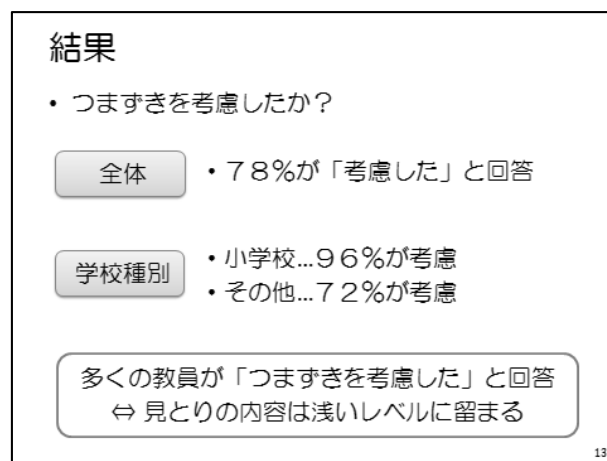 結果
• つまずきを考慮したか？
全体
• ７８％が「考慮した」と回答
学校種別
• 小学校…９６％が考慮
• その他…７２％が考慮
多くの教員が「つまずきを考慮した」と回答
⇔ 見とりの内容は浅いレベルに留まる
13